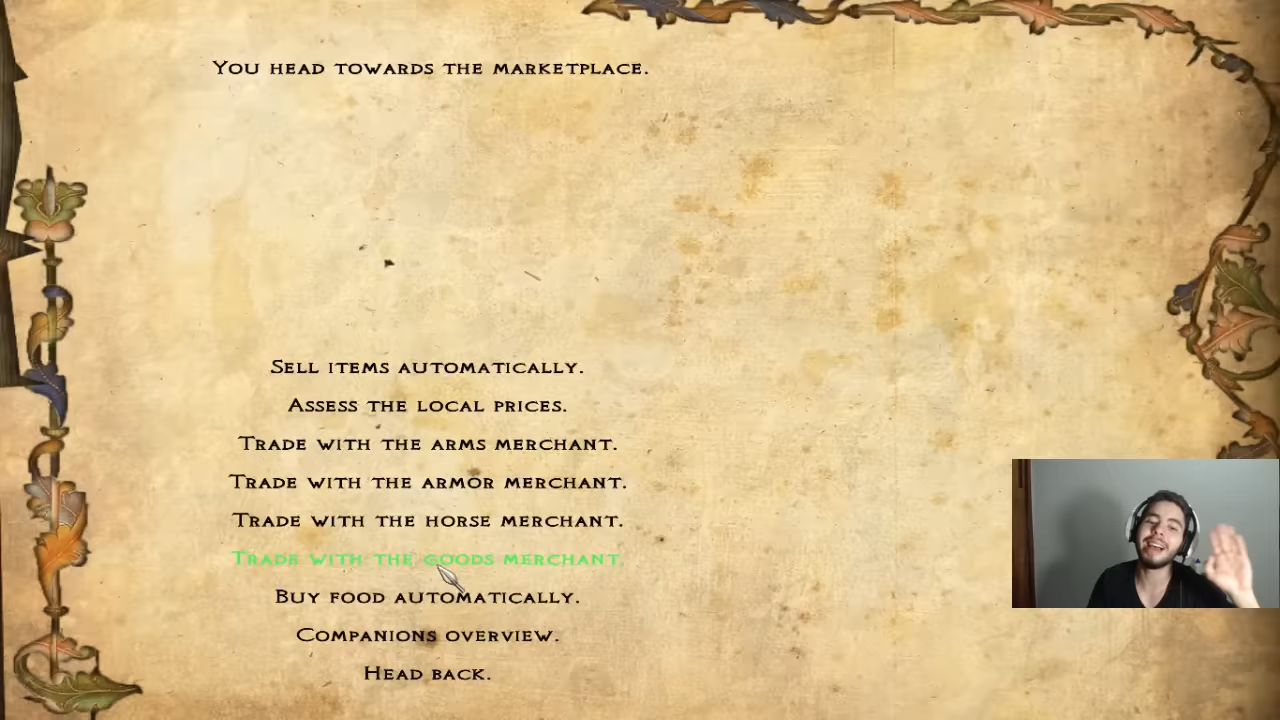 You head towards the marketplace.
Sell items automatically.
Assess the local prices.
Trade with the arms merchant.
Trade with the armor merchant.
Trade with the horse merchant.
Trade with the goods merchant.
Buy food automatically.
Companions overview.
Head back.